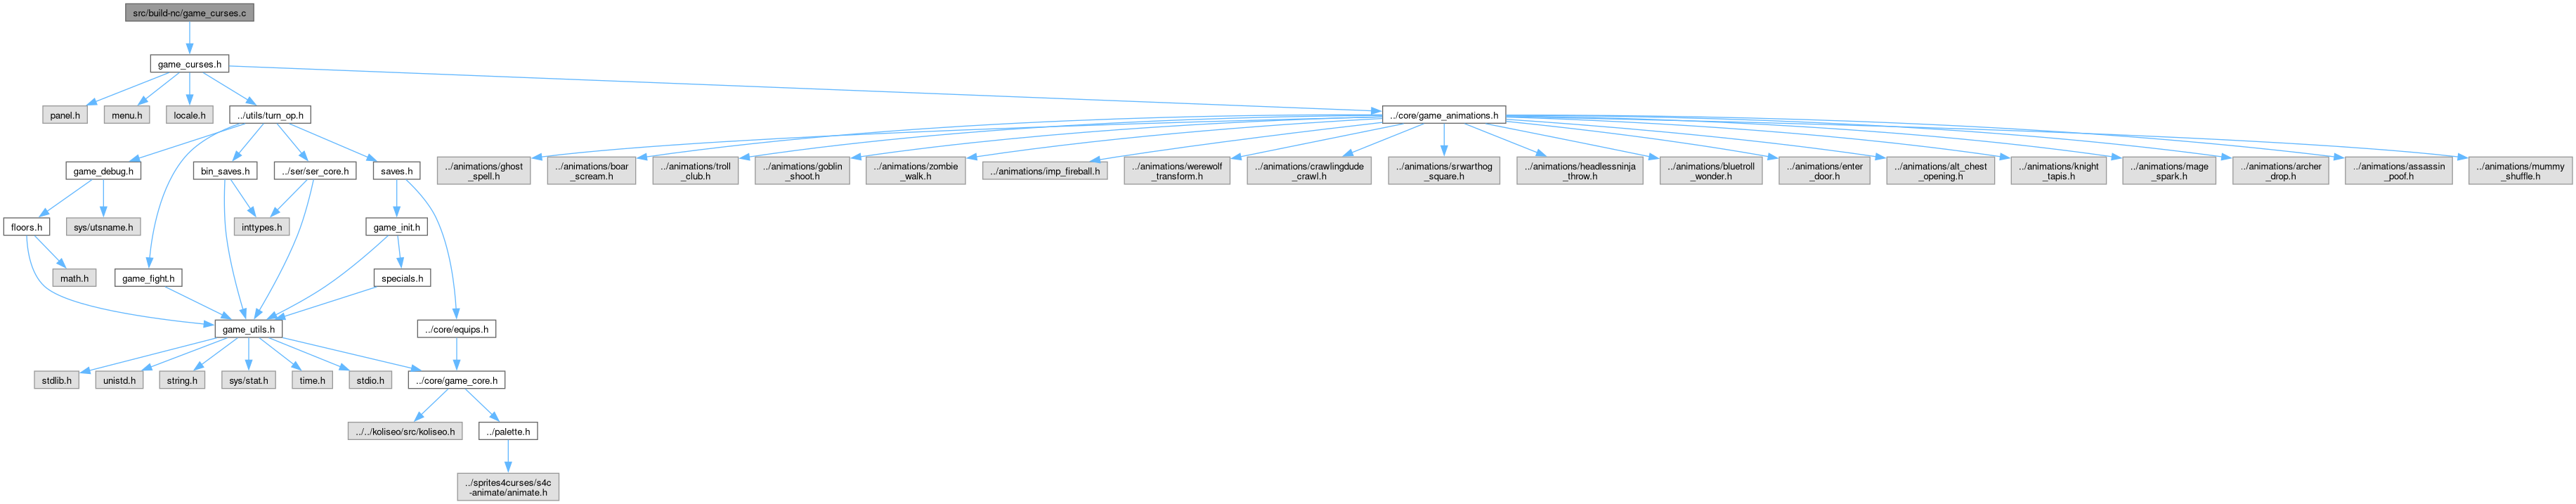 src/build-nc/game_curses.c
game_curses.h
panel.h
menu.h
locale.h
../utils/turn_op.h
../core/game_animations.h
game_debug.h
bin_saves.h
../ser/ser_core.h
saves.h
../animations/ghost
_spell.h
../animations/boar
_scream.h
../animations/troll
_club.h
../animations/goblin
_shoot.h
../animations/zombie
_walk.h
../animations/imp_fireball.h
../animations/werewolf
_transform.h
../animations/crawlingdude
_crawl.h
../animations/srwarthog
_square.h
../animations/headlessninja
_throw.h
../animations/bluetroll
_wonder.h
../animations/enter
_door.h
../animations/alt_chest
_opening.h
../animations/knight
_tapis.h
../animations/mage
_spark.h
../animations/archer
_drop.h
../animations/assassin
_poof.h
../animations/mummy
_shuffle.h
floors.h
sys/utsname.h
inttypes.h
game_init.h
math.h
game_fight.h
specials.h
game_utils.h
../core/equips.h
stdlib.h
unistd.h
string.h
sys/stat.h
time.h
stdio.h
../core/game_core.h
../../koliseo/src/koliseo.h
../palette.h
../sprites4curses/s4c
-animate/animate.h